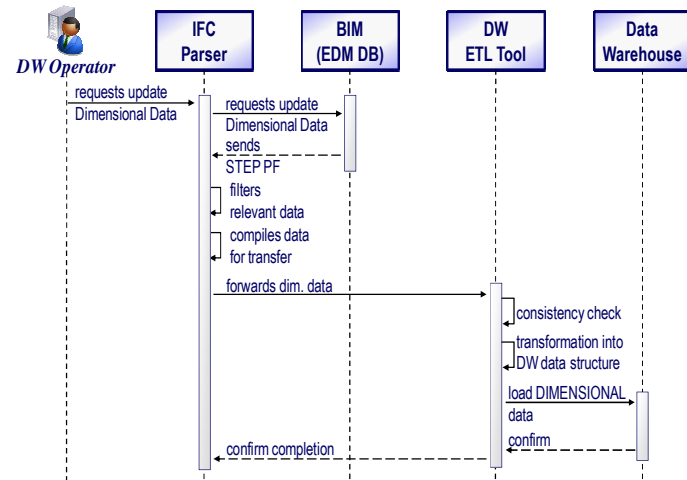 IFC
Parser
BIM
(EDM DB)
DW
ETL Tool
Data
Warehouse
DW Operator
requests update
Dimensional Data
requests update
Dimensional Data
sends
STEP PF
filters
relevant data
compiles data
for transfer
forwards dim. data
consistency check
transformation into
DW data structure
load DIMENSIONAL
data
confirm
confirm completion